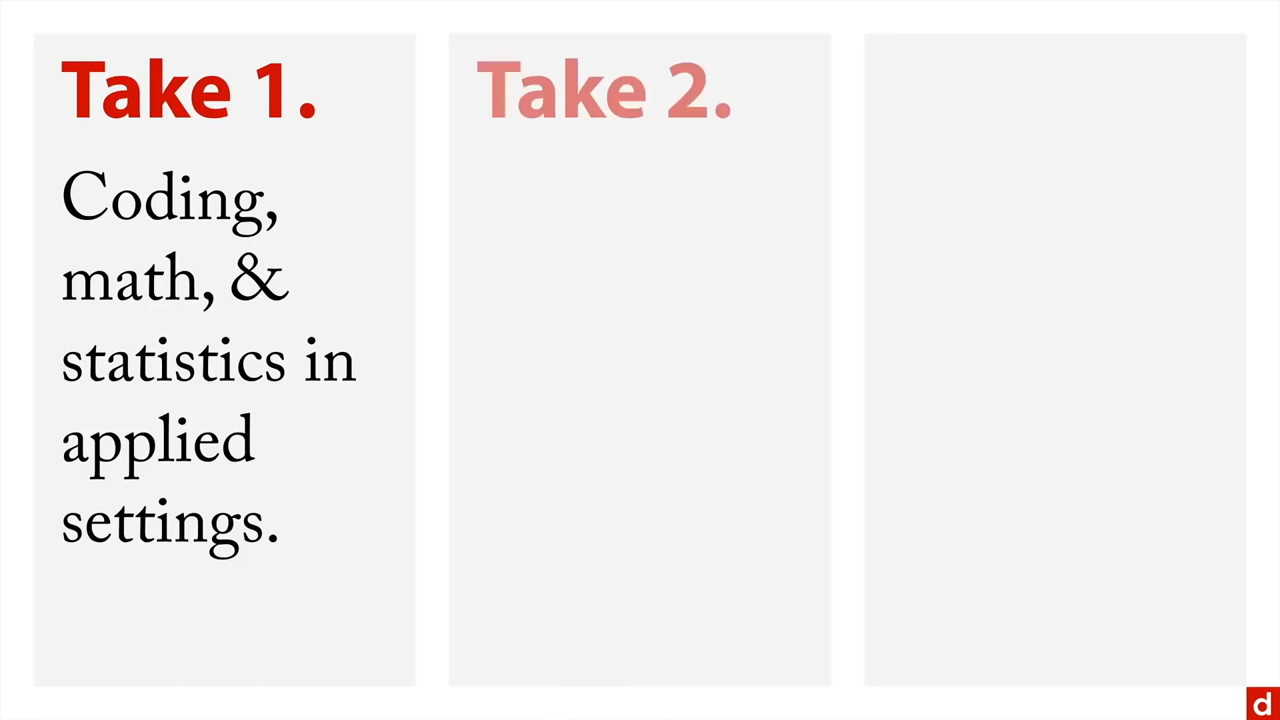 Take 1.
Coding,
math, &
statistics in
applied
settings.
Take 2.
d